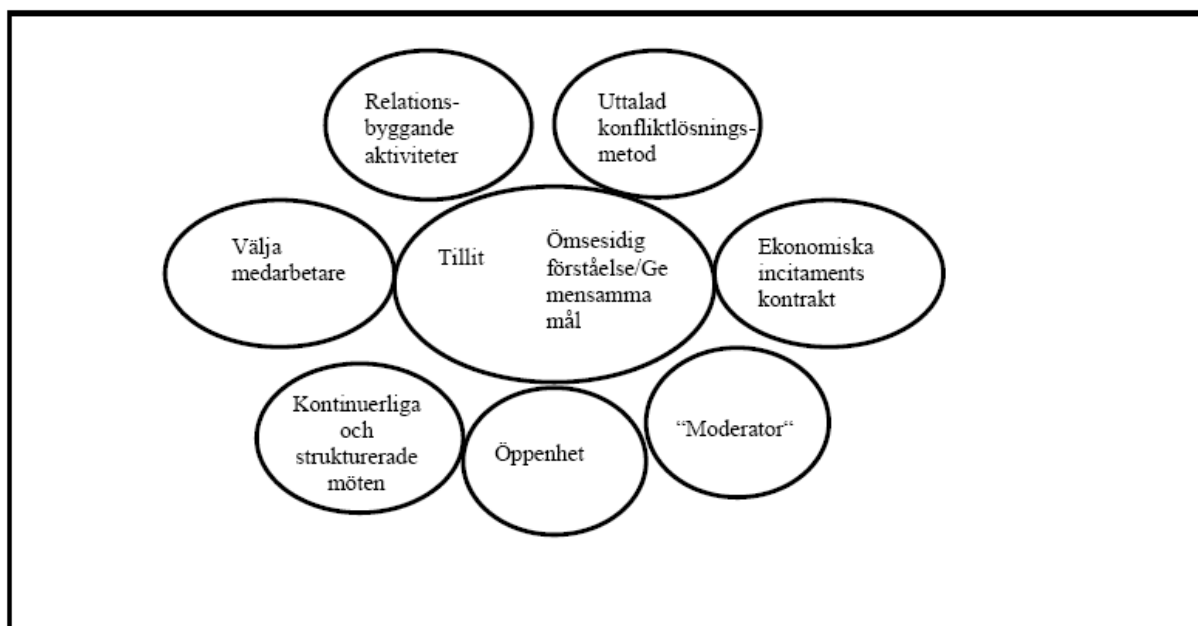 Relations-
byggande
aktiviteter
Uttalad
konfliktlösnings-
metod
Välja
medarbetare
Tillit
Ömsesidig
förståelse/Ge
mensamma
mål
Ekonomiska
incitaments
kontrakt
Kontinuerliga
och
strukturerade
möten
Öppenhet
“Moderator“